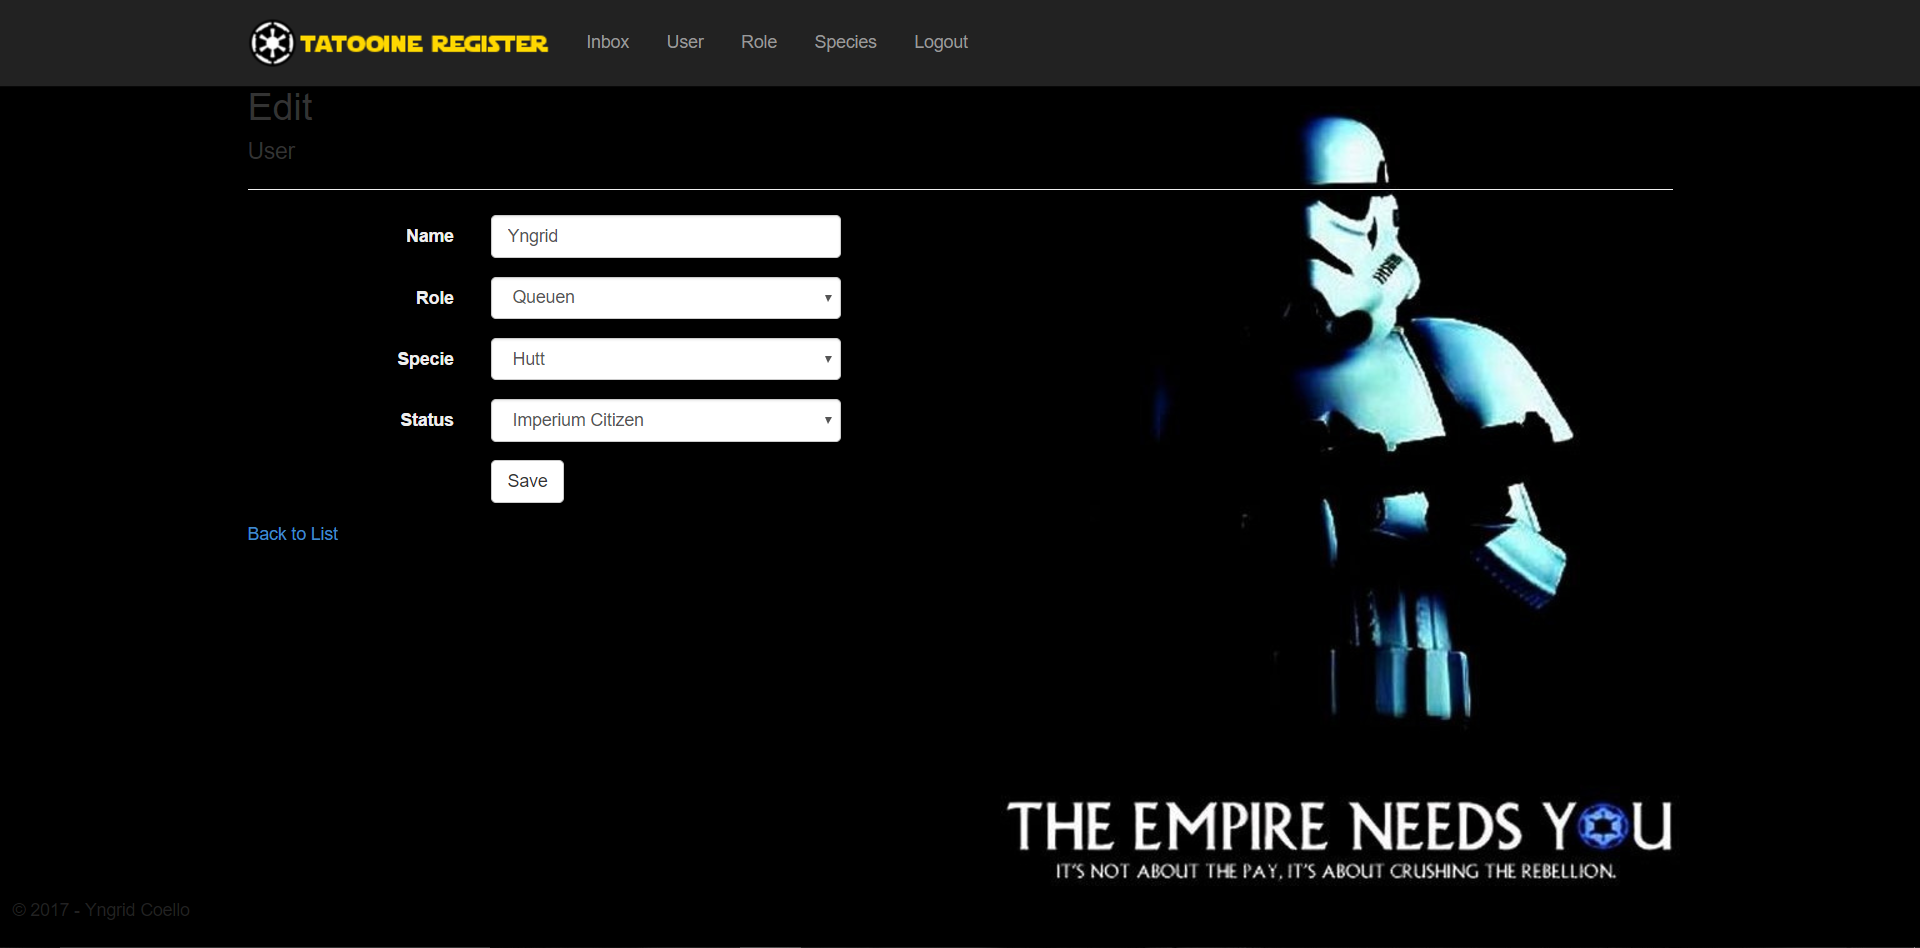 TATOOINE REGISTER Inbox User Role Species Logout
Edit
User
Name Yngrid
Role Queuen
Specie Hutt
Status Imperium Citizen
Save
Back to List
THE EMPIRE NEEDS YOU
IT'S NOT ABOUT THE PAY, IT'S ABOUT CRUSHING THE REBELLION.
© 2017 - Yngrid Coello